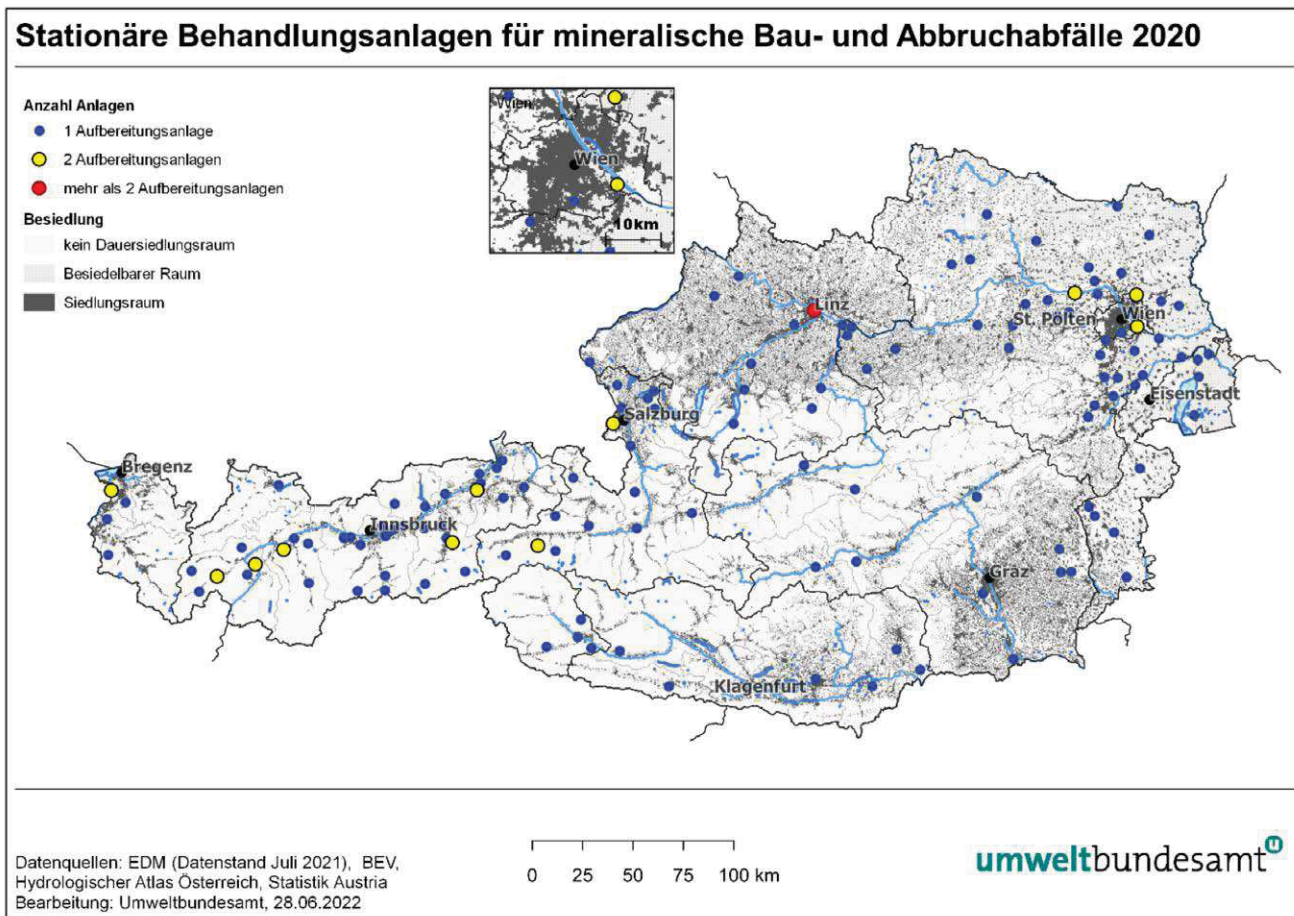 Stationäre Behandlungsanlagen für mineralische Bau- und Abbruchabfälle 2020
Anzahl Anlagen
1 Aufbereitungsanlage
2 Aufbereitungsanlagen
mehr als 2 Aufbereitungsanlagen
Besiedlung
kein Dauersiedlungsraum
Besiedelbarer Raum
Siedlungsraum
Wien
Wien
10km
Linz
St. Pölten
Wien
Eisenstadt
Salzburg
Bregenz
Innsbruck
Graz
Klagenfurt
Datenquellen: EDM (Datenstand Juli 2021), BEV,
Hydrologischer Atlas Österreich, Statistik Austria
Bearbeitung: Umweltbundesamt, 28.06.2022
0 25 50 75 100 km
umweltbundesamt u